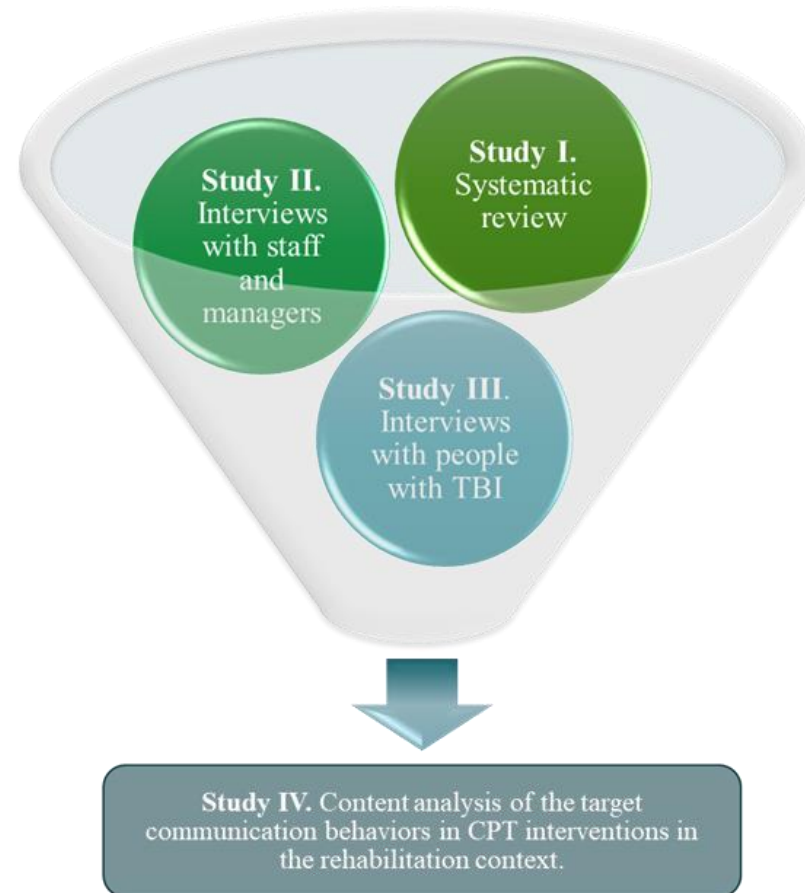 Study I.
Systematic
review
Study II.
Interviews
with staff
and
managers
Study III.
Interviews
with people
with TBI
Study IV. Content analysis of the target
communication behaviors in CPT interventions in
the rehabilitation context.